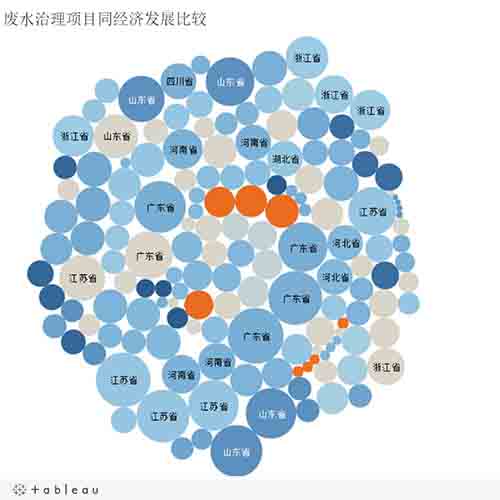 废水治理项目同经济发展比较
浙江省
四川省
山东省
山东省
浙江省
浙江省
浙江省
山东省
河南省
河南省
湖北省
广东省
江苏省
广东省
广东省
河北省
江苏省
河北省
广东省
广东省
河南省
浙江省
江苏省
河南省
江苏省
江苏省
山东省
山东省
+ableau